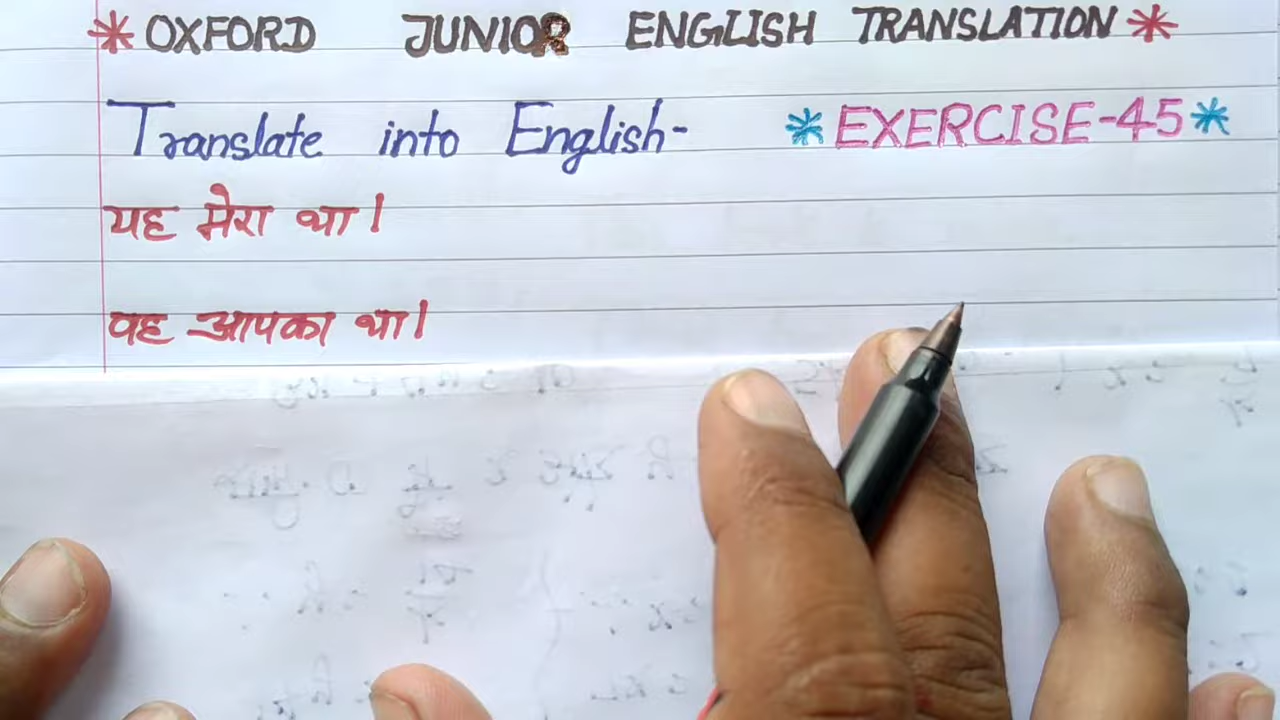 * OXFORD JUNIOR ENGLISH TRANSLATION *
Translate into English- * EXERCISE-45 *
यह मेरा था।
वह आपका था।